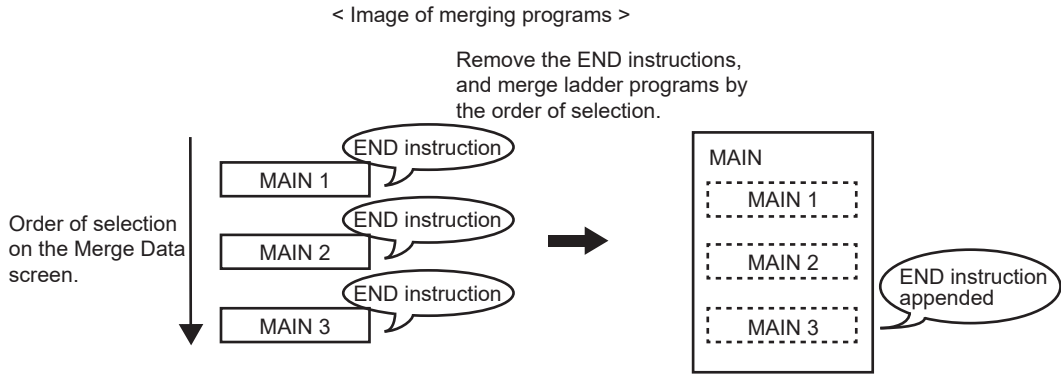 < Image of merging programs >
Remove the END instructions,
and merge ladder programs by
the order of selection.
Order of selection
on the Merge Data
screen.
END instruction
MAIN 1
END instruction
MAIN 2
END instruction
MAIN 3
MAIN
MAIN 1
MAIN 2
MAIN 3
END instruction
appended